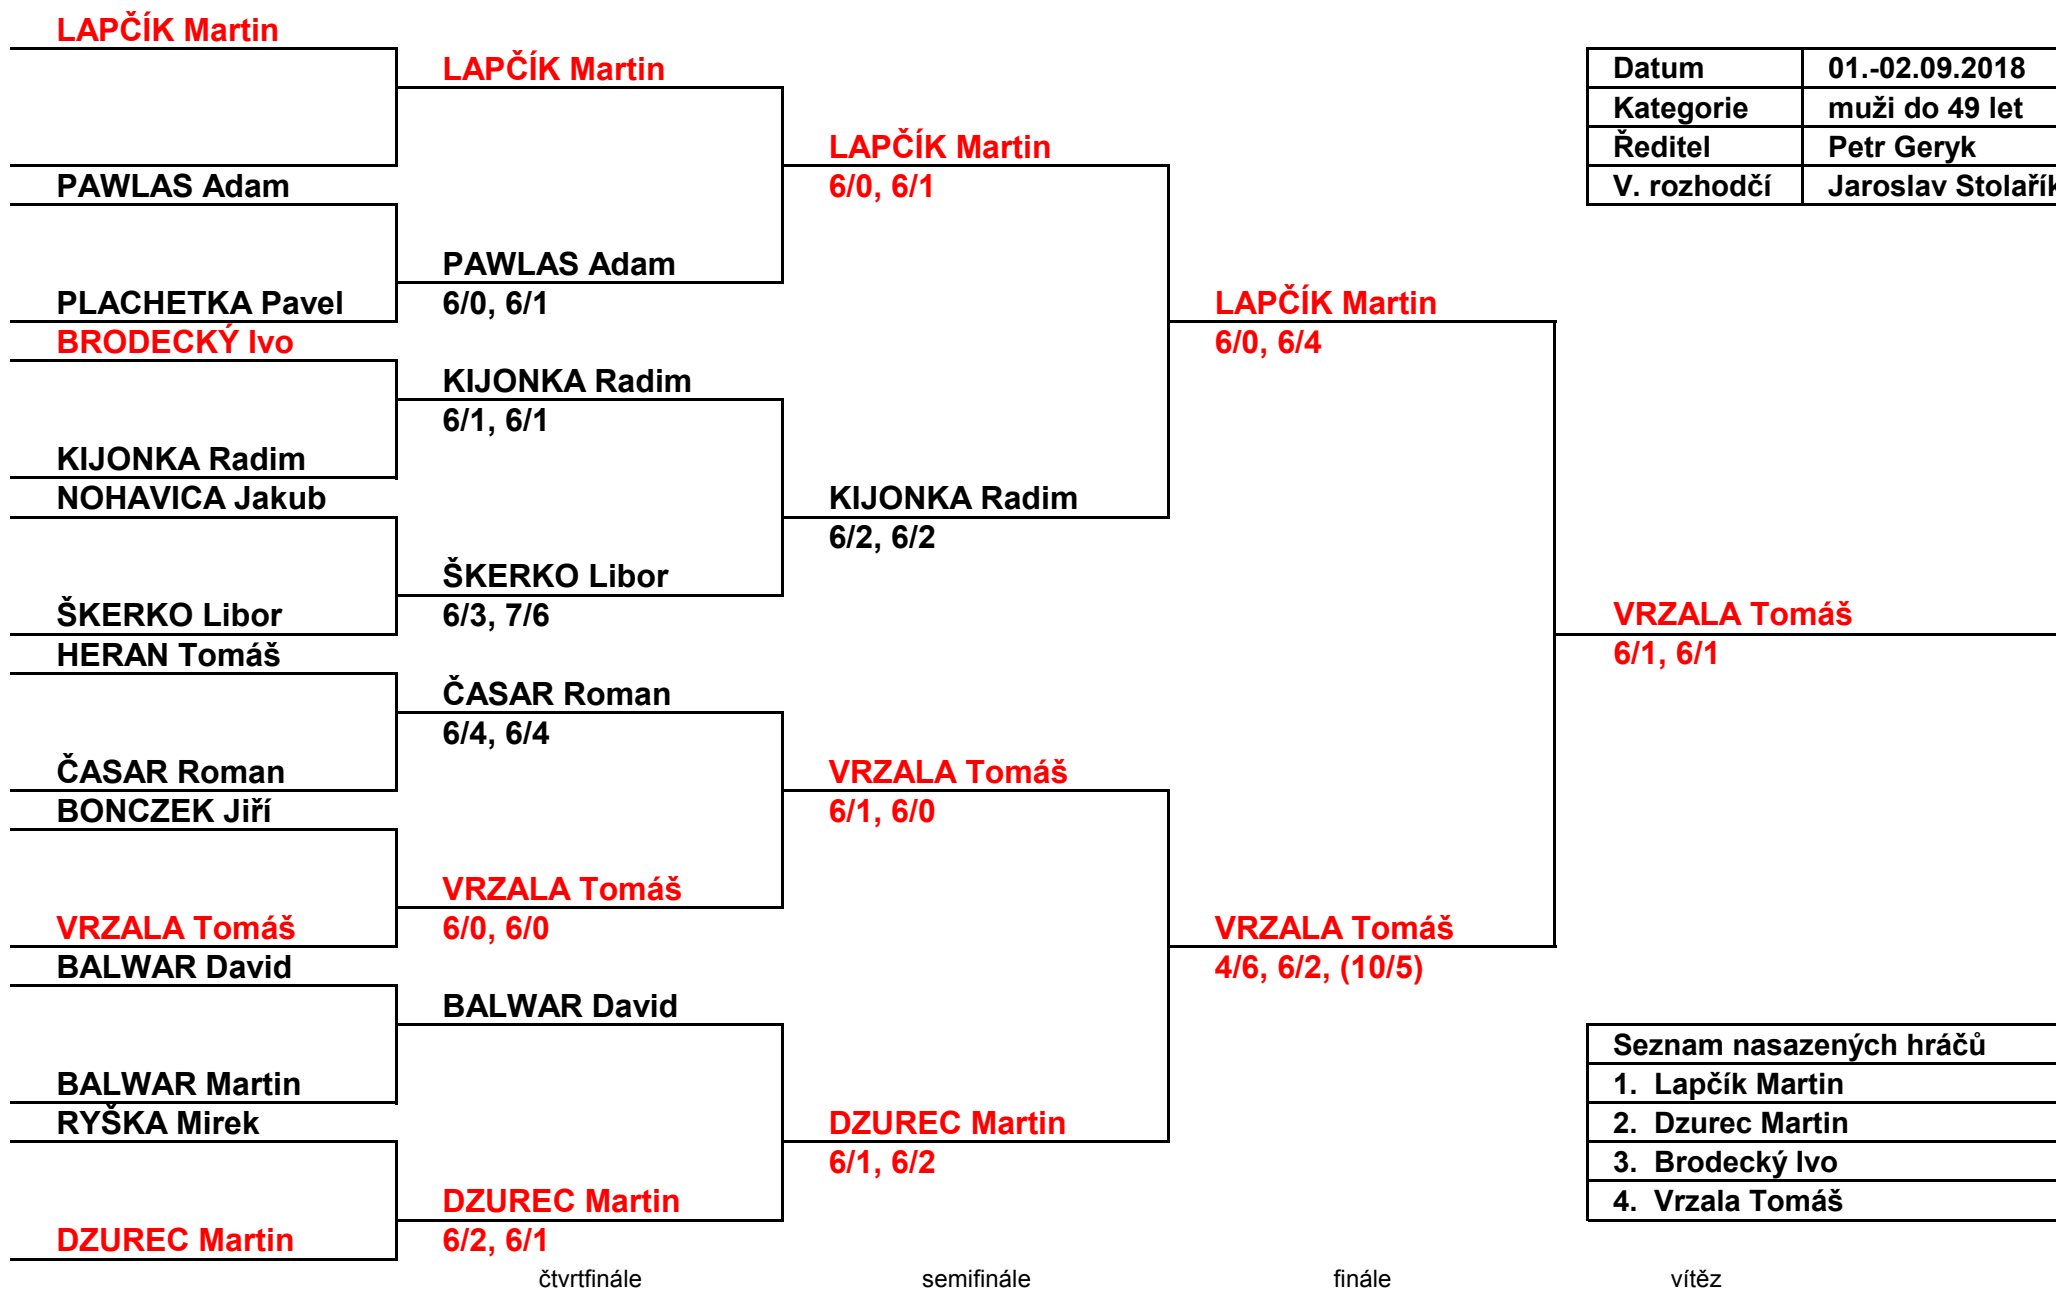 LAPČÍK Martin
PAWLAS Adam
PLACHETKA Pavel
BRODECKÝ Ivo
KIJONKA Radim
NOHAVICA Jakub
ŠKERKO Libor
HERAN Tomáš
ČASAR Roman
BONCZEK Jiří
VRZALA Tomáš
BALWAR David
BALWAR Martin
RYŠKA Mirek
DZUREC Martin
LAPČÍK Martin
PAWLAS Adam
6/0, 6/1
KIJONKA Radim
6/1, 6/1
ŠKERKO Libor
6/3, 7/6
ČASAR Roman
6/4, 6/4
VRZALA Tomáš
6/0, 6/0
BALWAR David
DZUREC Martin
6/2, 6/1
čtvrtfinále
LAPČÍK Martin
6/0, 6/1
KIJONKA Radim
6/2, 6/2
VRZALA Tomáš
6/1, 6/0
DZUREC Martin
6/1, 6/2
semifinále
LAPČÍK Martin
6/0, 6/4
VRZALA Tomáš
4/6, 6/2, (10/5)
finále
VRZALA Tomáš
6/1, 6/1
vítěz
Datum 01.-02.09.2018
Kategorie muži do 49 let
Ředitel Petr Geryk
V. rozhodčí Jaroslav Stolařík
Seznam nasazených hráčů
1. Lapčík Martin
2. Dzurec Martin
3. Brodecký Ivo
4. Vrzala Tomáš